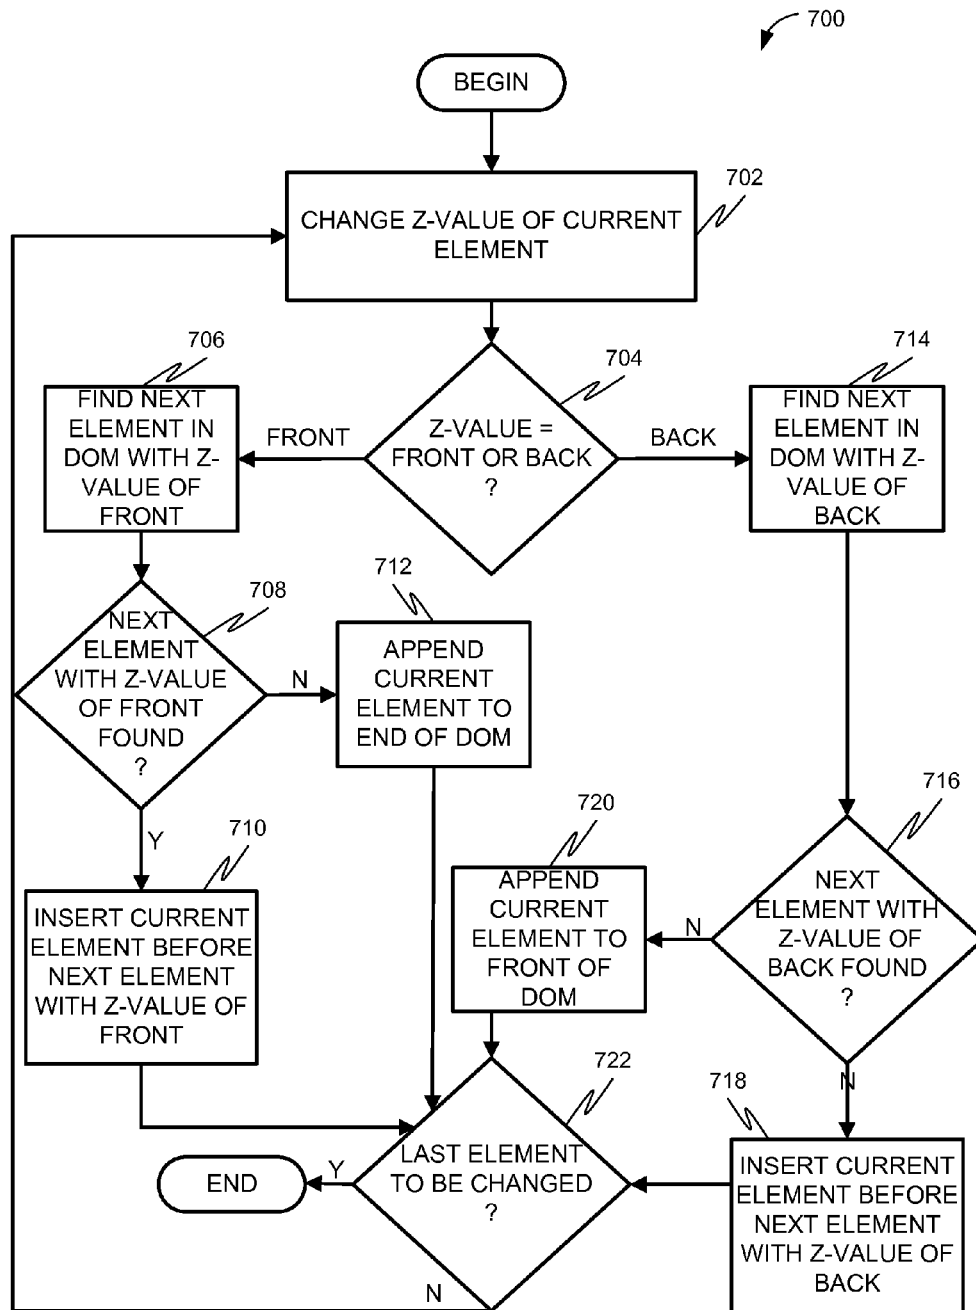 700
BEGIN
702
CHANGE Z-VALUE OF CURRENT
ELEMENT
704
Z-VALUE =
FRONT OR BACK
?
FRONT
BACK
706
FIND NEXT
ELEMENT IN
DOM WITH Z-
VALUE OF
FRONT
714
FIND NEXT
ELEMENT IN
DOM WITH Z-
VALUE OF
BACK
708
NEXT
ELEMENT
WITH Z-VALUE
OF FRONT
FOUND
?
N
712
APPEND
CURRENT
ELEMENT TO
END OF DOM
Y
710
INSERT CURRENT
ELEMENT BEFORE
NEXT ELEMENT
WITH Z-VALUE OF
FRONT
716
NEXT
ELEMENT WITH
Z-VALUE OF
BACK FOUND
?
N
720
APPEND
CURRENT
ELEMENT TO
FRONT OF
DOM
N
718
INSERT CURRENT
ELEMENT BEFORE
NEXT ELEMENT
WITH Z-VALUE OF
BACK
722
LAST ELEMENT
TO BE CHANGED
?
Y
END
N